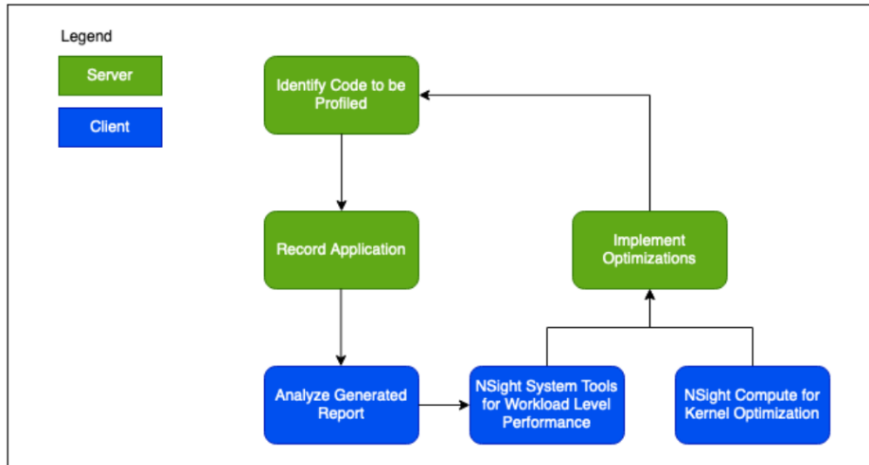 Legend
Server
Client
Identify Code to be
Profiled
Record Application
Implement
Optimizations
Analyze Generated
Report
NSight System Tools
for Workload Level
Performance
NSight Compute for
Kernel Optimization